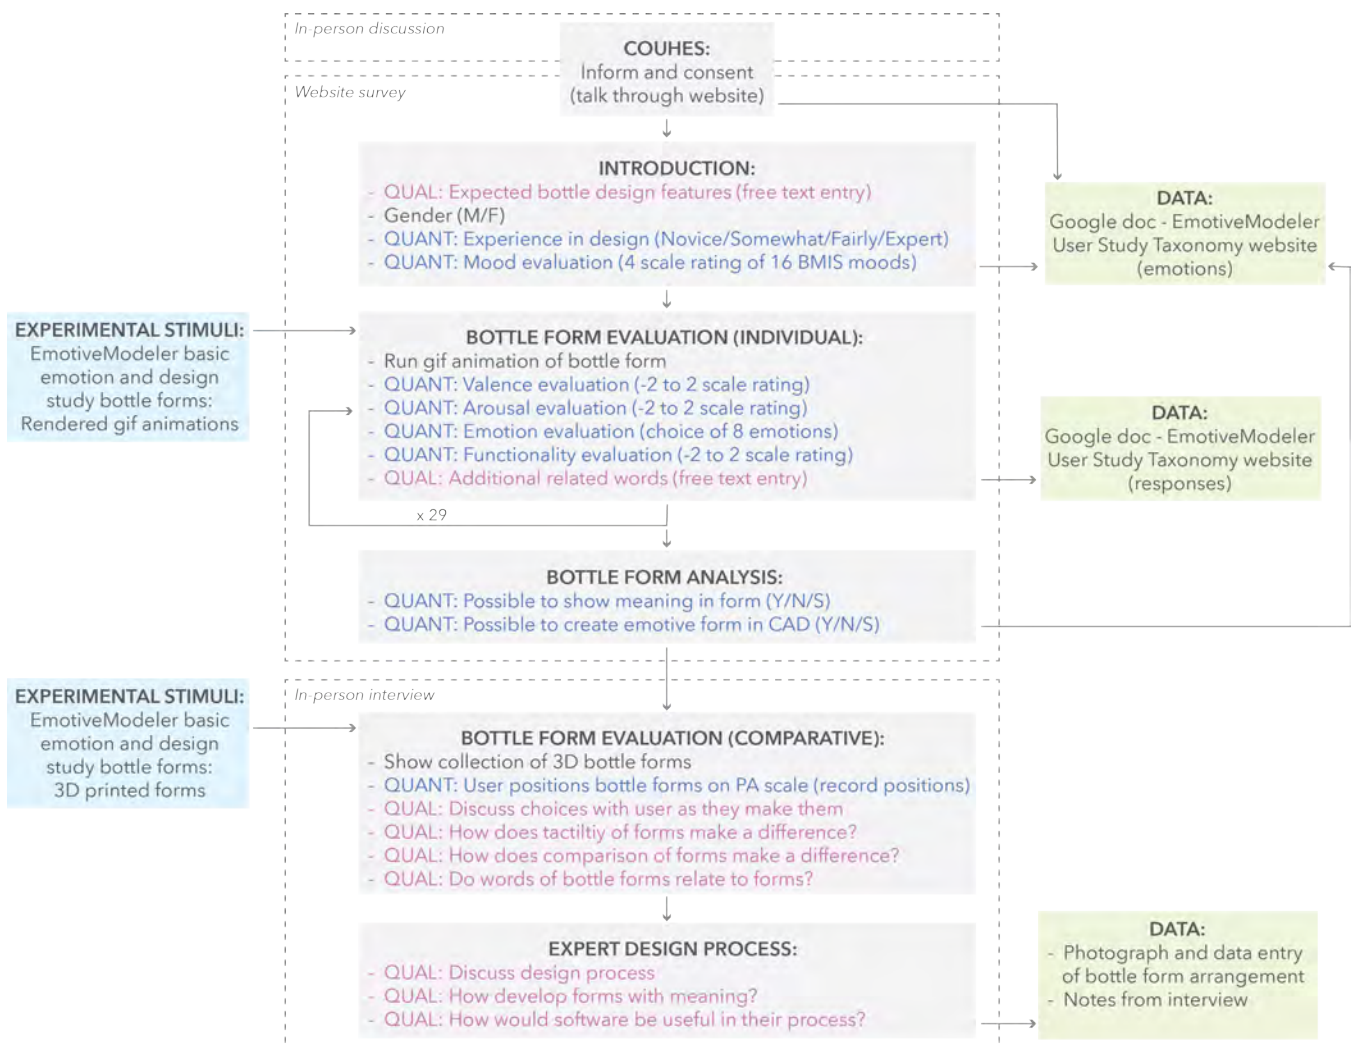 In-person discussion
COUHES:
Inform and consent
(talk through website)
Website survey
INTRODUCTION:
- QUAL: Expected bottle design features (free text entry)
- Gender (M/F)
- QUANT: Experience in design (Novice/Somewhat/Fairly/Expert)
- QUANT: Mood evaluation (4 scale rating of 16 BMIS moods)
DATA:
Google doc - EmotiveModeler
User Study Taxonomy website
(emotions)
EXPERIMENTAL STIMULI:
EmotiveModeler basic
emotion and design
study bottle forms:
Rendered gif animations
BOTTLE FORM EVALUATION (INDIVIDUAL):
- Run gif animation of bottle form
- QUANT: Valence evaluation (-2 to 2 scale rating)
- QUANT: Arousal evaluation (-2 to 2 scale rating)
- QUANT: Emotion evaluation (choice of 8 emotions)
- QUANT: Functionality evaluation (-2 to 2 scale rating)
- QUAL: Additional related words (free text entry)
x 29
DATA:
Google doc - EmotiveModeler
User Study Taxonomy website
(responses)
BOTTLE FORM ANALYSIS:
- QUANT: Possible to show meaning in form (Y/N/S)
- QUANT: Possible to create emotive form in CAD (Y/N/S)
In-person interview
EXPERIMENTAL STIMULI:
EmotiveModeler basic
emotion and design
study bottle forms:
3D printed forms
BOTTLE FORM EVALUATION (COMPARATIVE):
- Show collection of 3D bottle forms
- QUANT: User positions bottle forms on PA scale (record positions)
- QUAL: Discuss choices with user as they make them
- QUAL: How does tactiltiy of forms make a difference?
- QUAL: How does comparison of forms make a difference?
- QUAL: Do words of bottle forms relate to forms?
EXPERT DESIGN PROCESS:
- QUAL: Discuss design process
- QUAL: How develop forms with meaning?
- QUAL: How would software be useful in their process?
DATA:
- Photograph and data entry
of bottle form arrangement
- Notes from interview